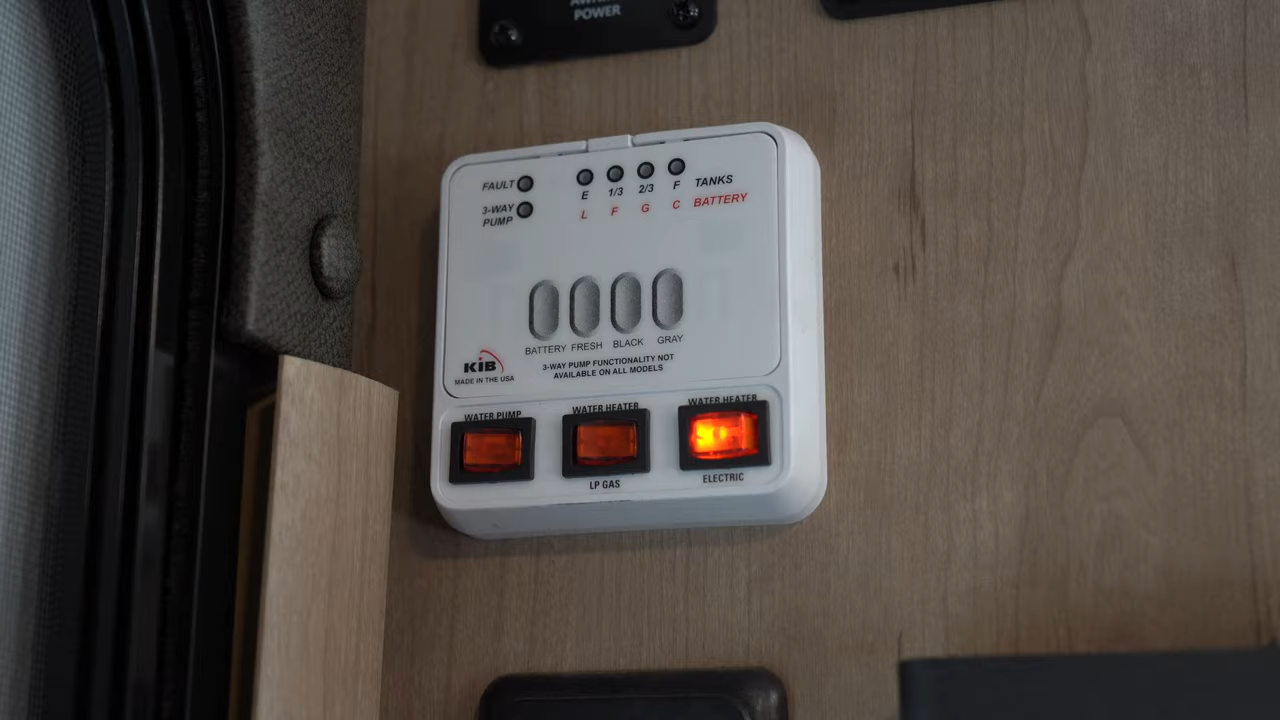 POWER
FAULT
E 1/3 2/3 F TANKS
3-WAY
PUMP
L F G C BATTERY
BATTERY FRESH BLACK GRAY
KIB
MADE IN THE USA
3-WAY PUMP FUNCTIONALITY NOT
AVAILABLE ON ALL MODELS
WATER PUMP
WATER HEATER
LP GAS
WATER HEATER
ELECTRIC